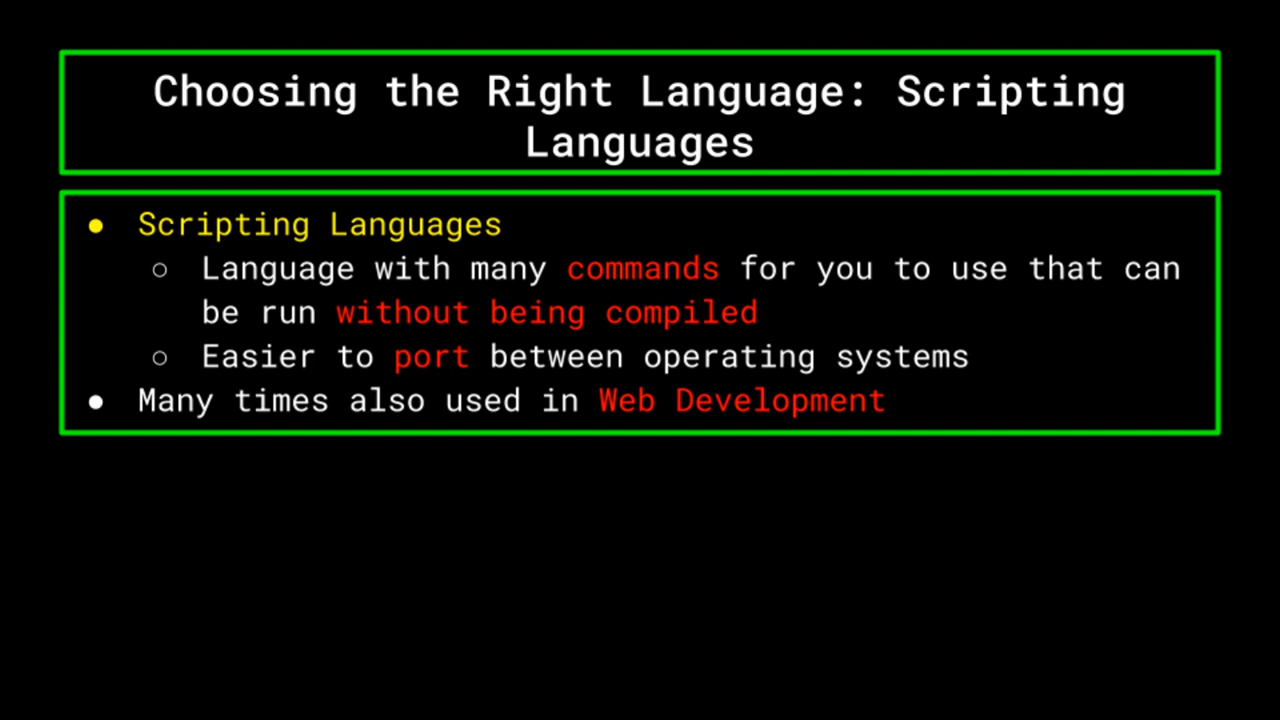 Choosing the Right Language: Scripting
Languages
● Scripting Languages
○ Language with many commands for you to use that can
be run without being compiled
○ Easier to port between operating systems
● Many times also used in Web Development